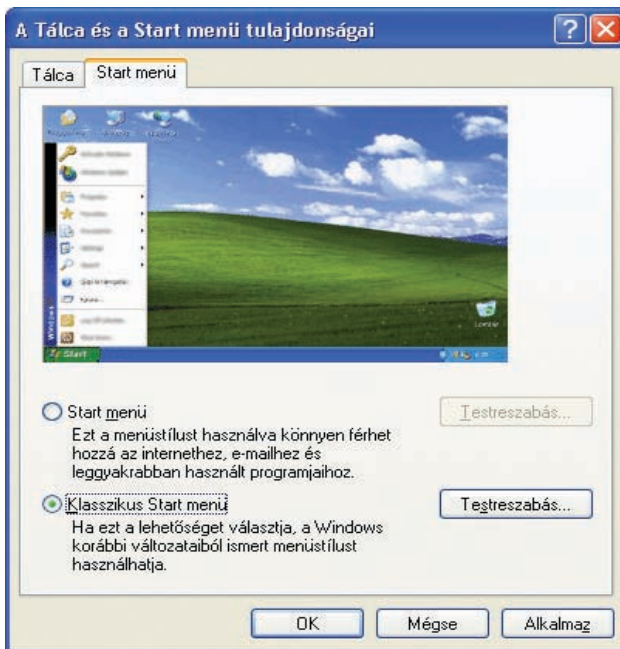 A Tálca és a Start menü tulajdonságai
Tálca
Start menü
Windows
Start
Start menü
Testreszabás...
Ezt a menüstílust használva könnyen férhet
hozzá az internethez, e-mailhez és
leggyakrabban használt programjaihoz.
Klasszikus Start menü
Testreszabás...
Ha ezt a lehetőséget választja, a Windows
korábbi változataiból ismert menüstílust
használhatja.
OK
Mégse
Alkalmaz